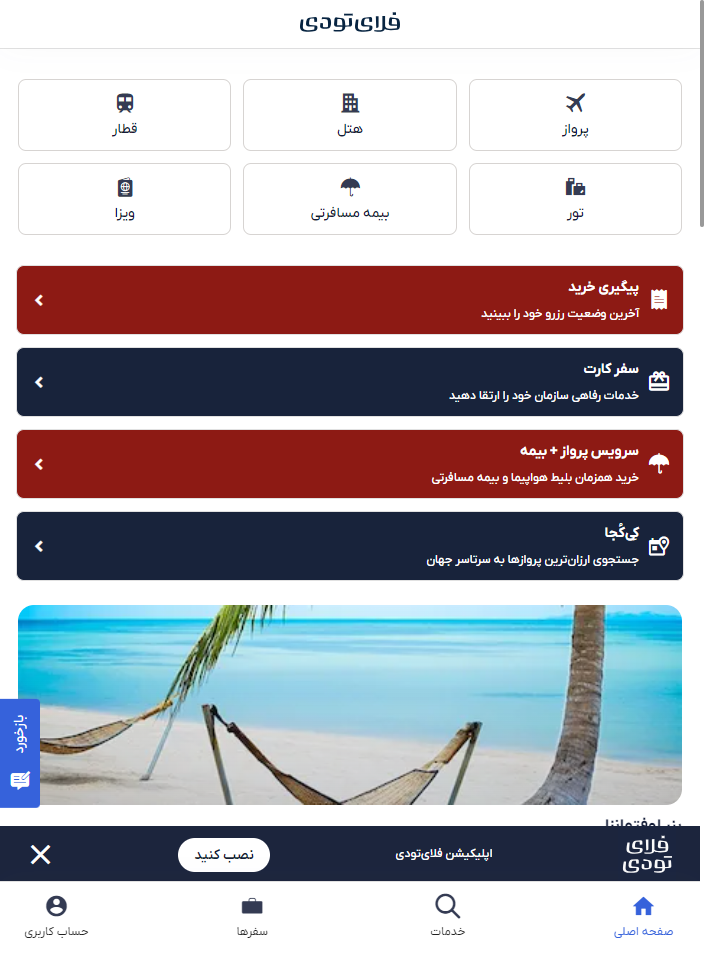 فلای‌تودی
پرواز
هتل
قطار
تور
بیمه مسافرتی
ویزا
پیگیری خرید
آخرین وضعیت رزرو خود را ببینید
سفر کارت
خدمات رفاهی سازمان خود را ارتقا دهید
سرویس پرواز + بیمه
خرید همزمان بلیط هواپیما و بیمه مسافرتی
کِی‌کُجا
جستجوی ارزان‌ترین پروازها به سرتاسر جهان
بازخورد
فلای
تودی
اپلیکیشن فلای‌تودی
نصب کنید
صفحه اصلی
خدمات
سفرها
حساب کاربری